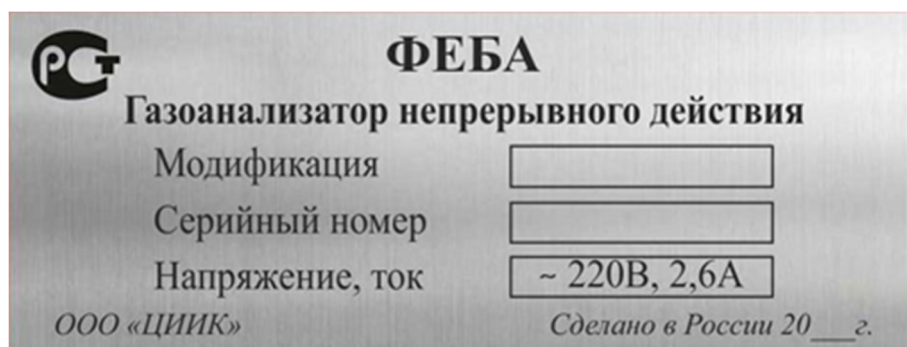 РСТ
ФЕБА
Газоанализатор непрерывного действия
Модификация
Серийный номер
Напряжение, ток ~ 220В, 2,6А
ООО «ЦИИК» Сделано в России 20___г.